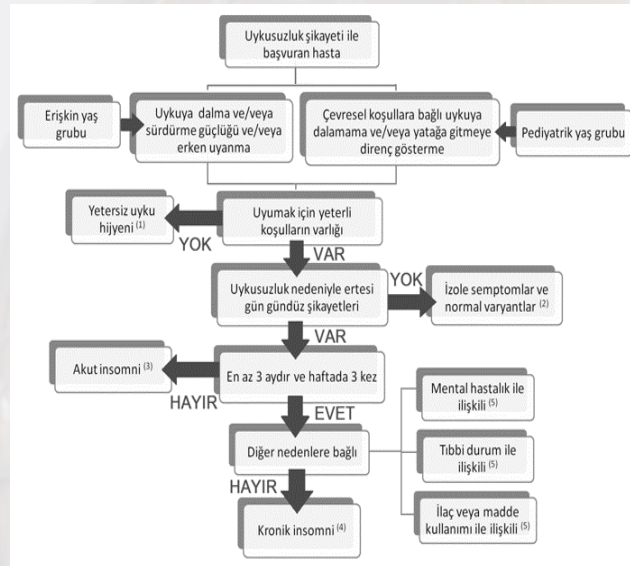 Uykusuzluk şikayeti ile
başvuran hasta
Erişkin yaş
grubu
Uykuya dalma ve/veya
sürdürme güçlüğü ve/veya
erken uyanma
Çevresel koşullara bağlı uykuya
dalamama ve/veya yatağa gitmeye
direnç gösterme
Pediyatrik yaş grubu
Yetersiz uyku
hijyeni (1)
YOK
Uyumak için yeterli
koşulların varlığı
VAR
Uykusuzluk nedeniyle ertesi
gün gündüz şikayetleri
YOK
İzole semptomlar ve
normal varyantlar (2)
VAR
Akut insomni (3)
HAYIR
En az 3 aydır ve haftada 3 kez
EVET
Diğer nedenlere bağlı
Mental hastalık ile
ilişkili (5)
Tıbbi durum ile
ilişkili (5)
İlaç veya madde
kullanımı ile ilişkili (5)
HAYIR
Kronik insomni (4)